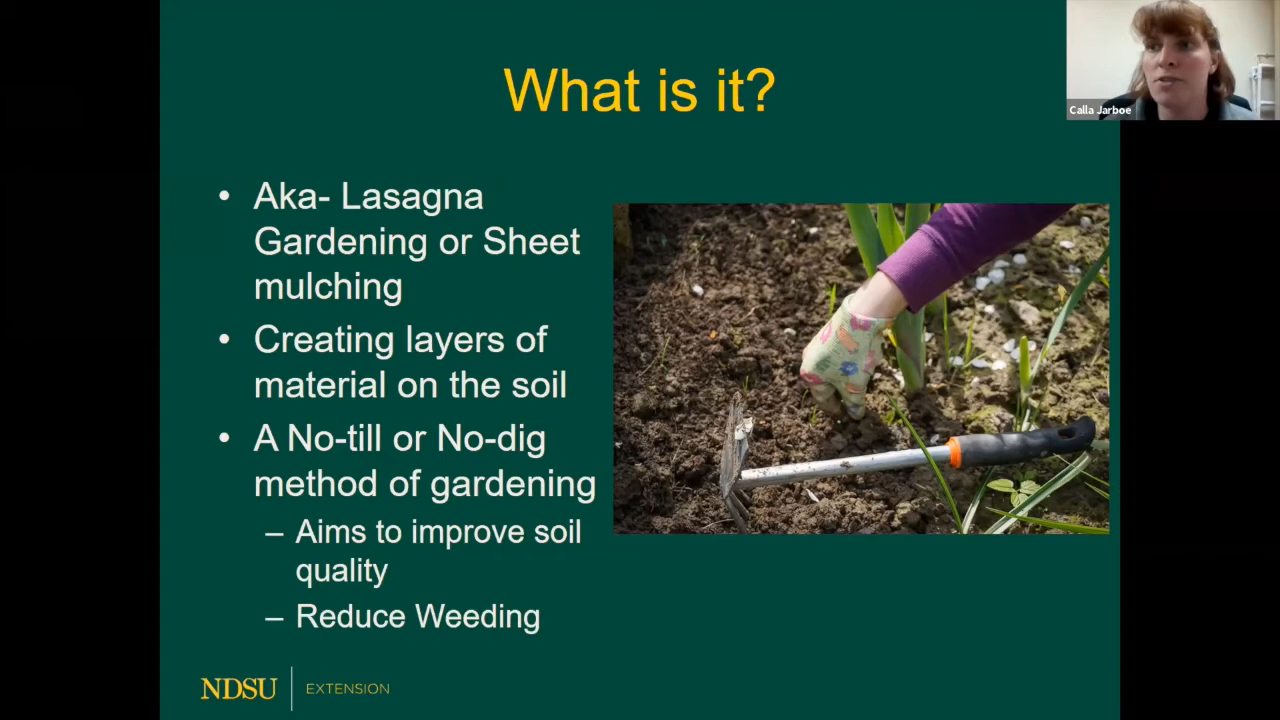 What is it?
Calla Jarboe
• Aka- Lasagna
Gardening or Sheet
mulching
• Creating layers of
material on the soil
• A No-till or No-dig
method of gardening
– Aims to improve soil
quality
– Reduce Weeding
NDSU EXTENSION